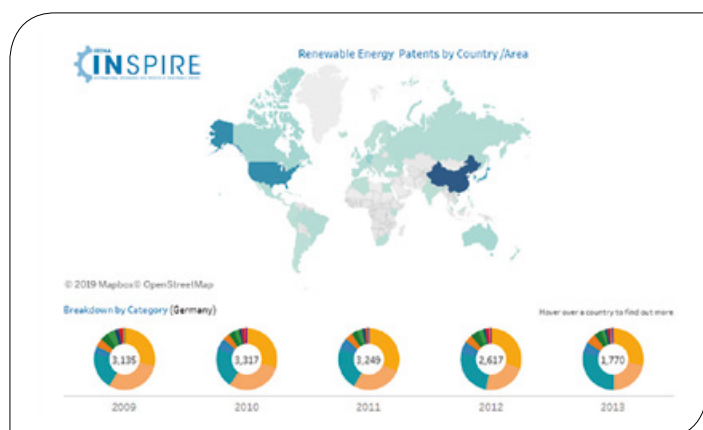 IRENA
INSPIRE
Renewable Energy Patents by Country/Area
© 2019 Mapbox© OpenStreetMap
Breakdown by Category (Germany)
Hover over a country to find out more
3,135
3,317
3,249
2,617
1,770
2009
2010
2011
2012
2013